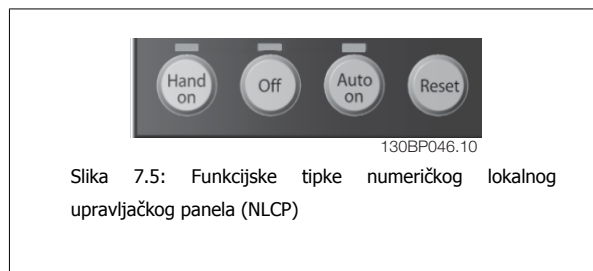 Hand on
Off
Auto on
Reset
130BP046.10
Slika 7.5: Funkcijske tipke numeričkog lokalnog
upravljačkog panela (NLCP)